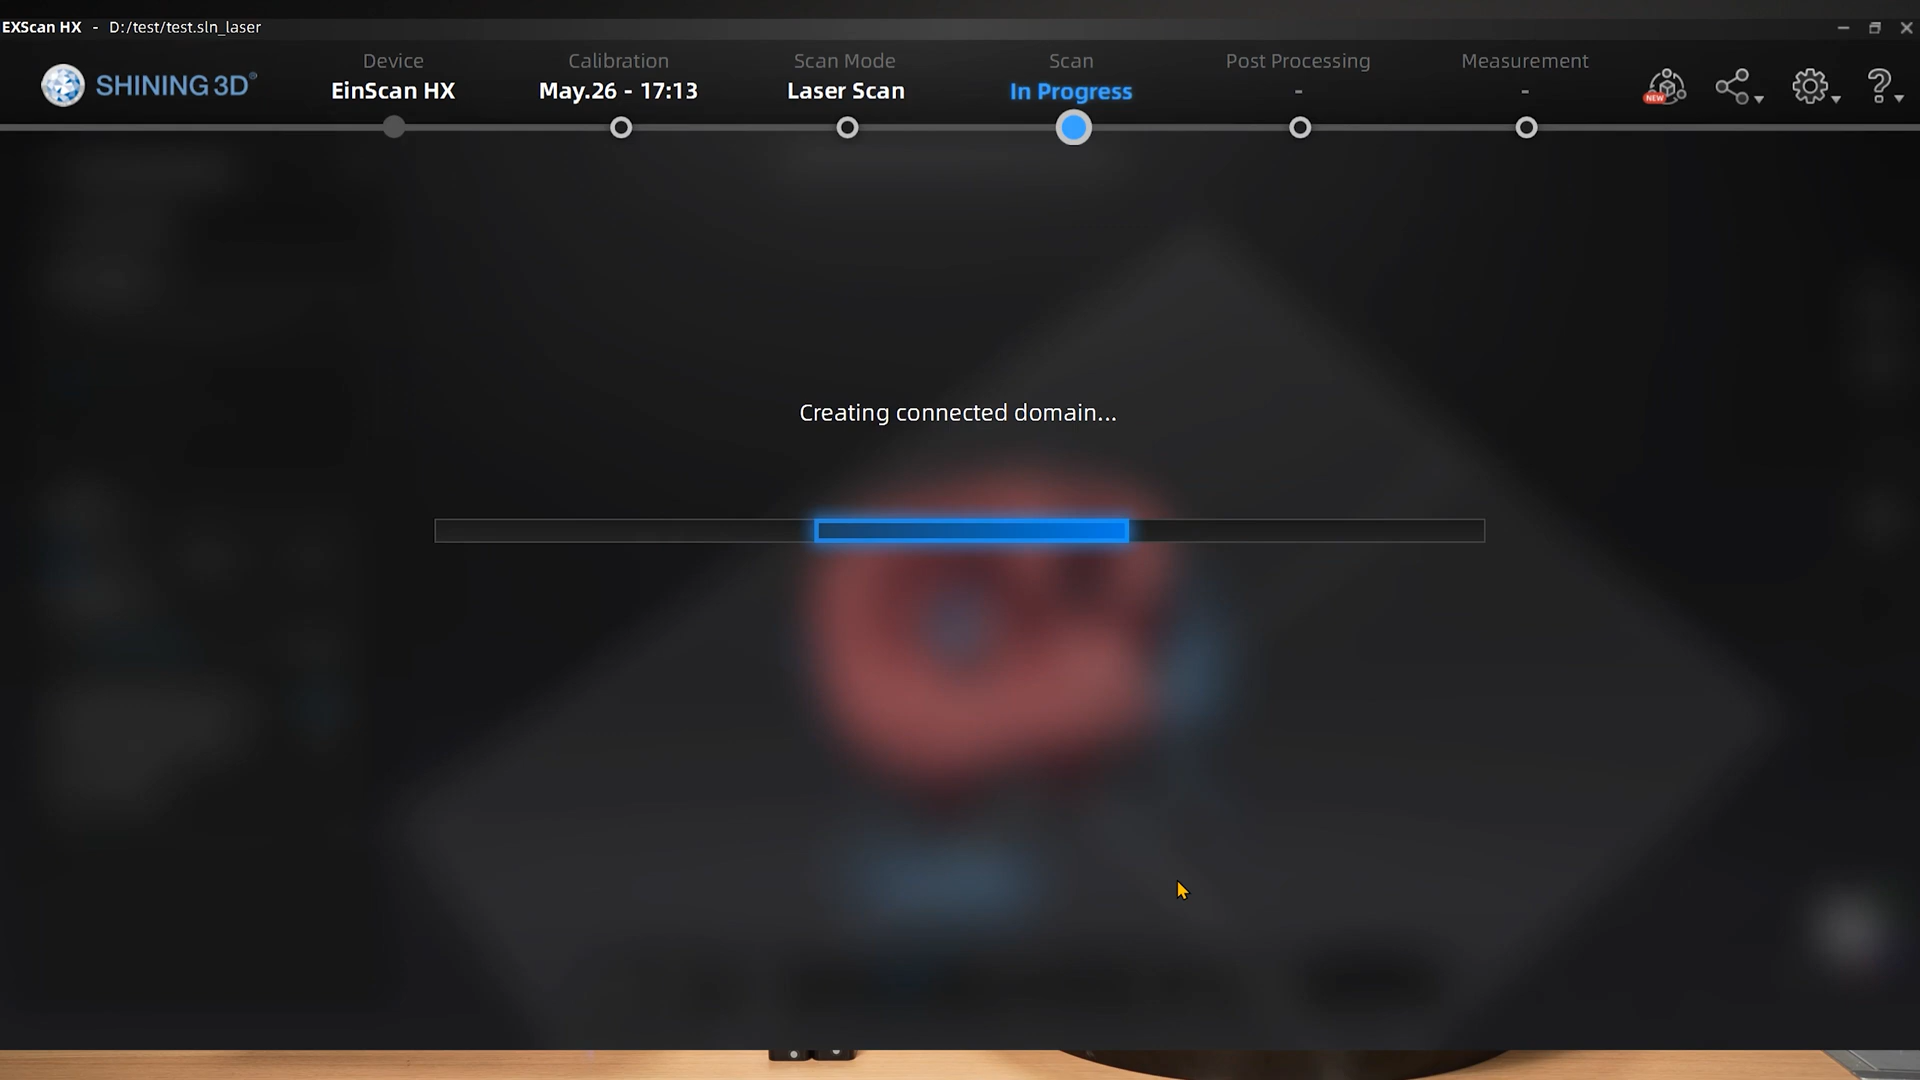 EXScan HX - D:/test/test.sln_laser
SHINING 3D®
Device
EinScan HX
Calibration
May.26 - 17:13
Scan Mode
Laser Scan
Scan
In Progress
Post Processing
-
Measurement
-
NEW
?
Creating connected domain...